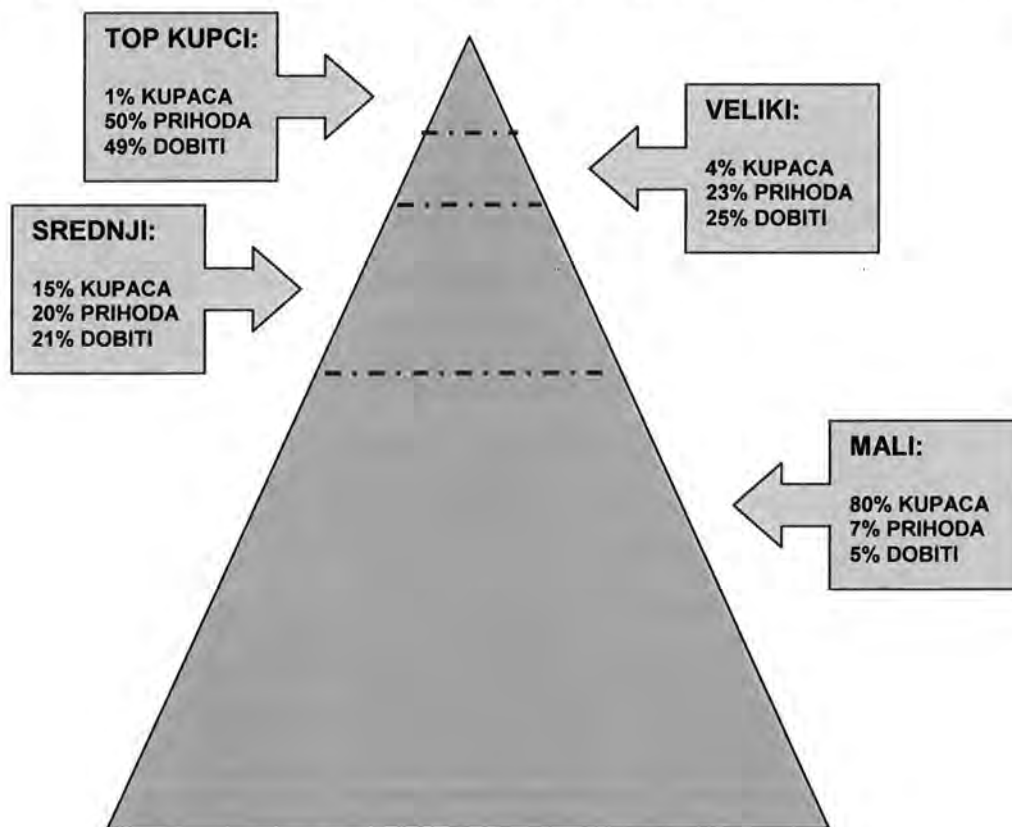 TOP KUPCI:
1% KUPACA
50% PRIHODA
49% DOBITI
VELIKI:
4% KUPACA
23% PRIHODA
25% DOBITI
SREDNJI:
15% KUPACA
20% PRIHODA
21% DOBITI
MALI:
80% KUPACA
7% PRIHODA
5% DOBITI